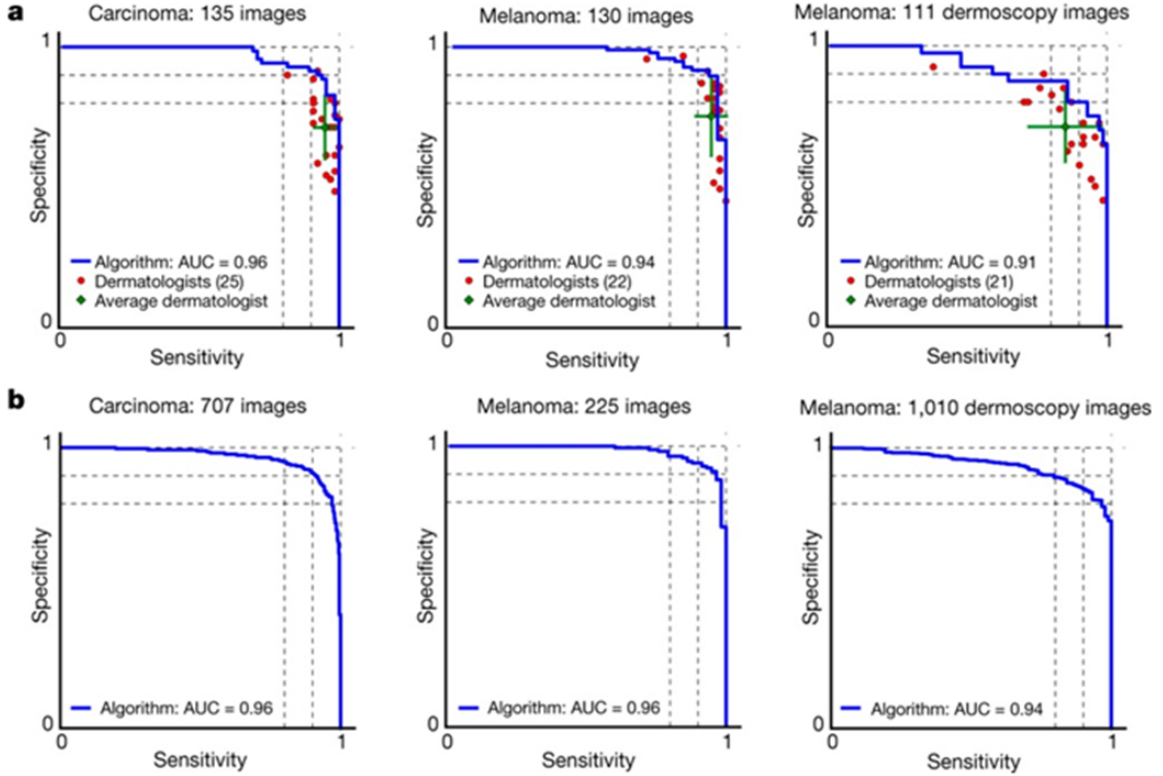 a
Carcinoma: 135 images
1
Specificity
Algorithm: AUC = 0.96
Dermatologists (25)
Average dermatologist
0
0
1
Sensitivity
Melanoma: 130 images
1
Specificity
Algorithm: AUC = 0.94
Dermatologists (22)
Average dermatologist
0
0
1
Sensitivity
Melanoma: 111 dermoscopy images
1
Specificity
Algorithm: AUC = 0.91
Dermatologists (21)
Average dermatologist
0
0
1
Sensitivity
b
Carcinoma: 707 images
1
Specificity
Algorithm: AUC = 0.96
0
0
1
Sensitivity
Melanoma: 225 images
1
Specificity
Algorithm: AUC = 0.96
0
0
1
Sensitivity
Melanoma: 1,010 dermoscopy images
1
Specificity
Algorithm: AUC = 0.94
0
0
1
Sensitivity